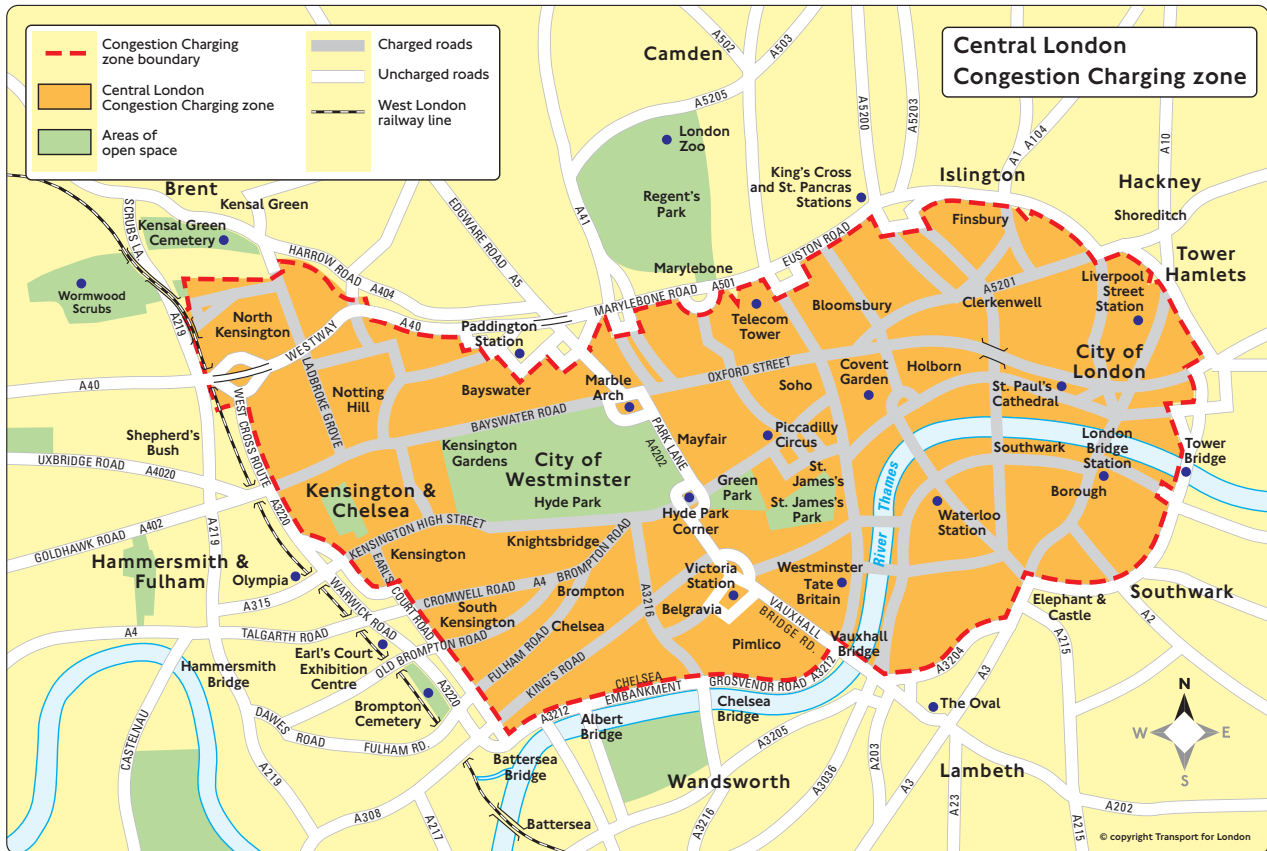 Congestion Charging
zone boundary
Central London
Congestion Charging zone
Areas of
open space
Charged roads
Uncharged roads
West London
railway line
Central London
Congestion Charging zone
Camden
A502
A503
A5205
A5200
A5203
A1
A104
A10
London
Zoo
Regent's
Park
King's Cross
and St. Pancras
Stations
Islington
Hackney
Shoreditch
Finsbury
Tower
Hamlets
Brent
Kensal Green
Kensal Green
Cemetery
SCRUBS LA.
HARROW ROAD
A404
EDGWARE ROAD
A5
A41
Wormwood
Scrubs
A219
North
Kensington
WESTWAY
A40
Paddington
Station
MARYLEBONE ROAD
A501
Marylebone
EUSTON ROAD
Telecom
Tower
Bloomsbury
A5201
Clerkenwell
Liverpool
Street
Station
City of
London
A40
LADBROKE GROVE
Notting
Hill
Bayswater
BAYSWATER ROAD
Marble
Arch
OXFORD STREET
Soho
Covent
Garden
Holborn
St. Paul's
Cathedral
WEST CROSS ROUTE
Shepherd's
Bush
UXBRIDGE ROAD
A4020
Kensington
Gardens
City of
Westminster
Hyde Park
PARK LANE
A4202
Mayfair
Piccadilly
Circus
Southwark
London
Bridge
Station
Tower
Bridge
Borough
Kensington &
Chelsea
Green
Park
St.
James's
St. James's
Park
River Thames
Waterloo
Station
Hyde Park
Corner
A3220
A402
GOLDHAWK ROAD
A219
KENSINGTON HIGH STREET
Kensington
Knightsbridge
Hammersmith &
Fulham
Olympia
A315
EARL'S COURT ROAD
CROMWELL ROAD
A4
BROMPTON ROAD
Brompton
A3216
Victoria
Station
Belgravia
Westminster
Tate
Britain
VAUXHALL
BRIDGE RD.
Vauxhall
Bridge
Elephant &
Castle
Southwark
A2
A4
TALGARTH ROAD
WARWICK ROAD
South
Kensington
OLD BROMPTON ROAD
Chelsea
FULHAM ROAD
KING'S ROAD
Pimlico
A215
A3204
A3
Hammersmith
Bridge
Earl's Court
Exhibition
Centre
Brompton
Cemetery
A3220
CHELSEA
EMBANKMENT
GROSVENOR ROAD
A3212
A3212
Albert
Bridge
Chelsea
Bridge
The Oval
CASTELNAU
DAWES ROAD
FULHAM RD.
A219
Battersea
Bridge
Battersea
A308
A217
Wandsworth
A3205
A3036
A203
A3
Lambeth
A23
A202
A215
A3216
N
W
E
S
© copyright Transport for London